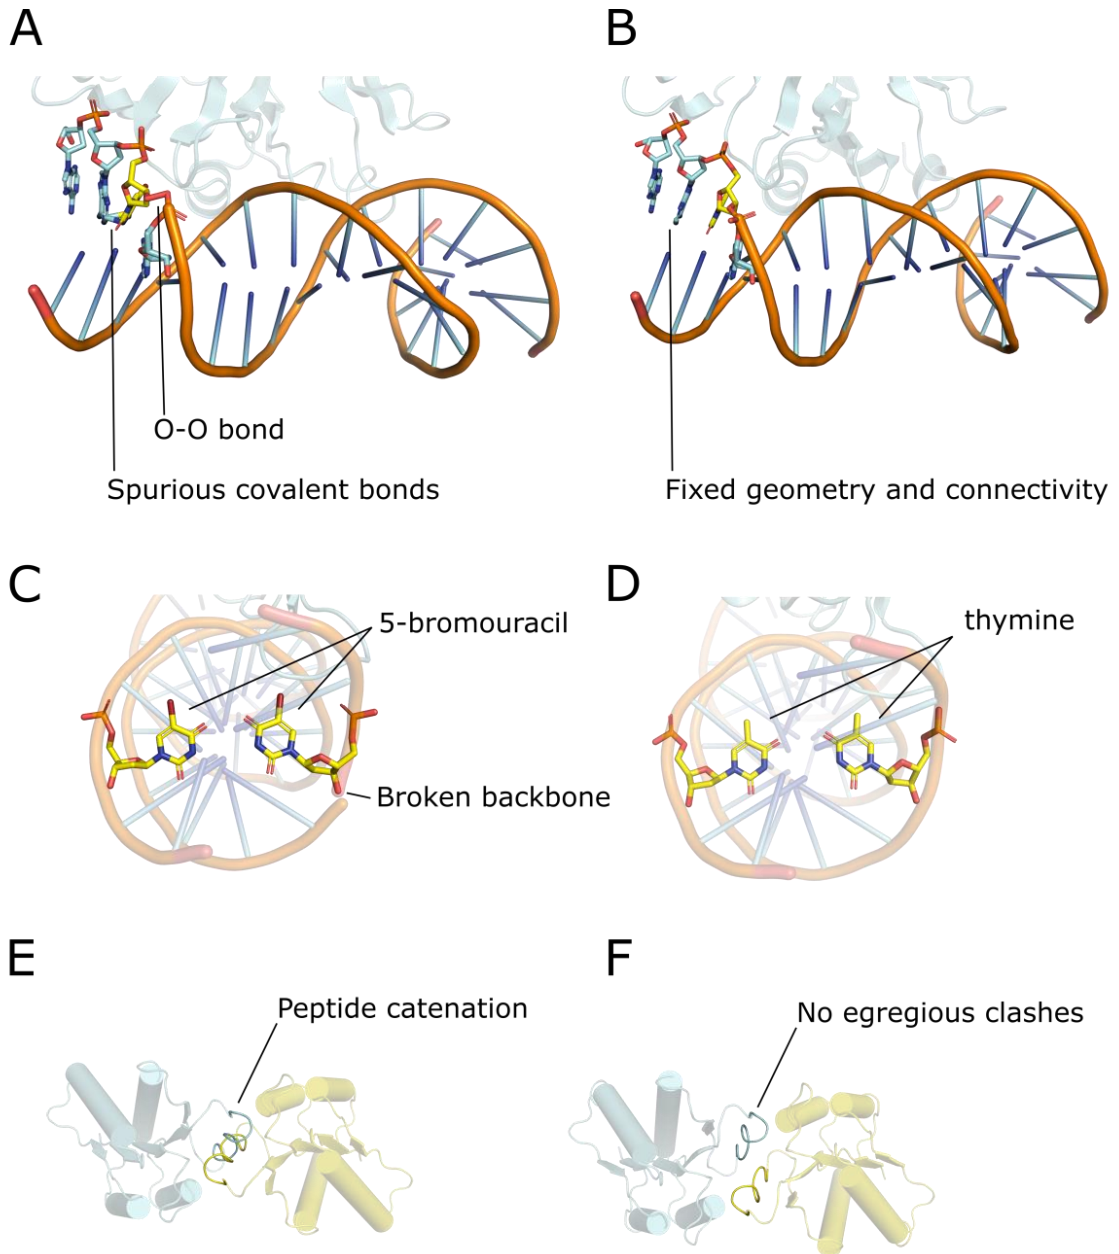 A
B
O-O bond
Spurious covalent bonds
Fixed geometry and connectivity
C
D
5-bromouracil
thymine
Broken backbone
E
F
Peptide catenation
No egregious clashes